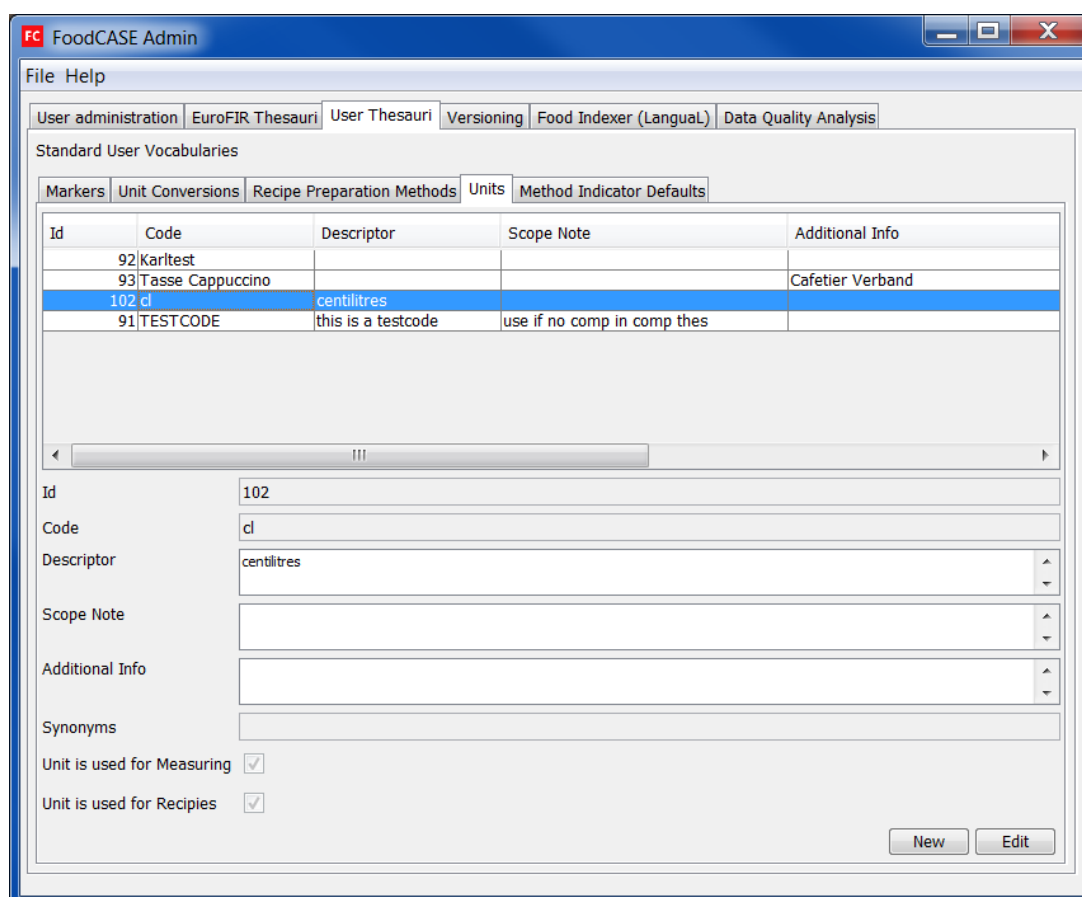 FC FoodCASE Admin
File Help
User administration EuroFIR Thesauri User Thesauri Versioning Food Indexer (LanguaL) Data Quality Analysis
Standard User Vocabularies
Markers Unit Conversions Recipe Preparation Methods Units Method Indicator Defaults
Id Code Descriptor Scope Note Additional Info
92 Karltest
93 Tasse Cappuccino Cafetier Verband
102 cl centilitres
91 TESTCODE this is a testcode use if no comp in comp thes
Id 102
Code cl
Descriptor centilitres
Scope Note
Additional Info
Synonyms
Unit is used for Measuring
Unit is used for Recipies
New Edit